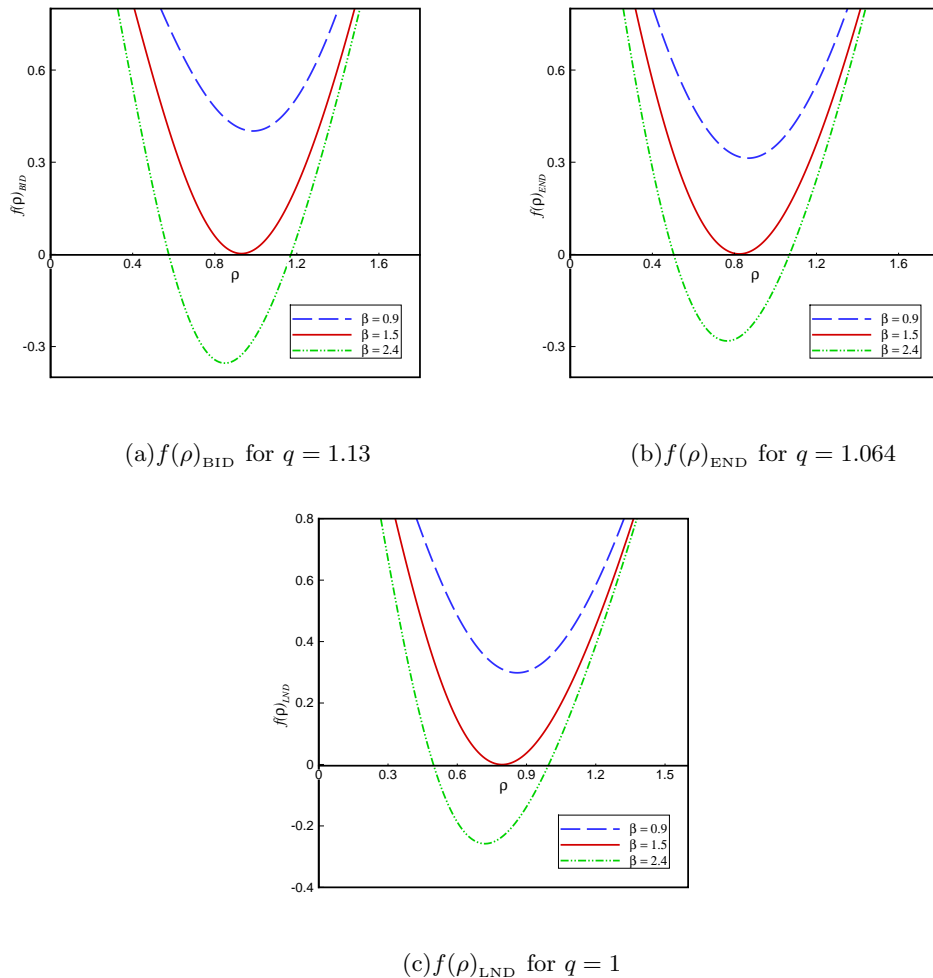 f(ρ)BID
0.6
0.3
0
-0.3
0.4
0.8
1.2
1.6
ρ
β = 0.9
β = 1.5
β = 2.4
(a)f(ρ)BID for q = 1.13
f(ρ)END
0.6
0.3
0
-0.3
0.4
0.8
1.2
1.6
ρ
β = 0.9
β = 1.5
β = 2.4
(b)f(ρ)END for q = 1.064
f(ρ)LND
0.8
0.6
0.4
0.2
0
-0.2
-0.4
0
0.3
0.6
0.9
1.2
1.5
ρ
β = 0.9
β = 1.5
β = 2.4
(c)f(ρ)LND for q = 1